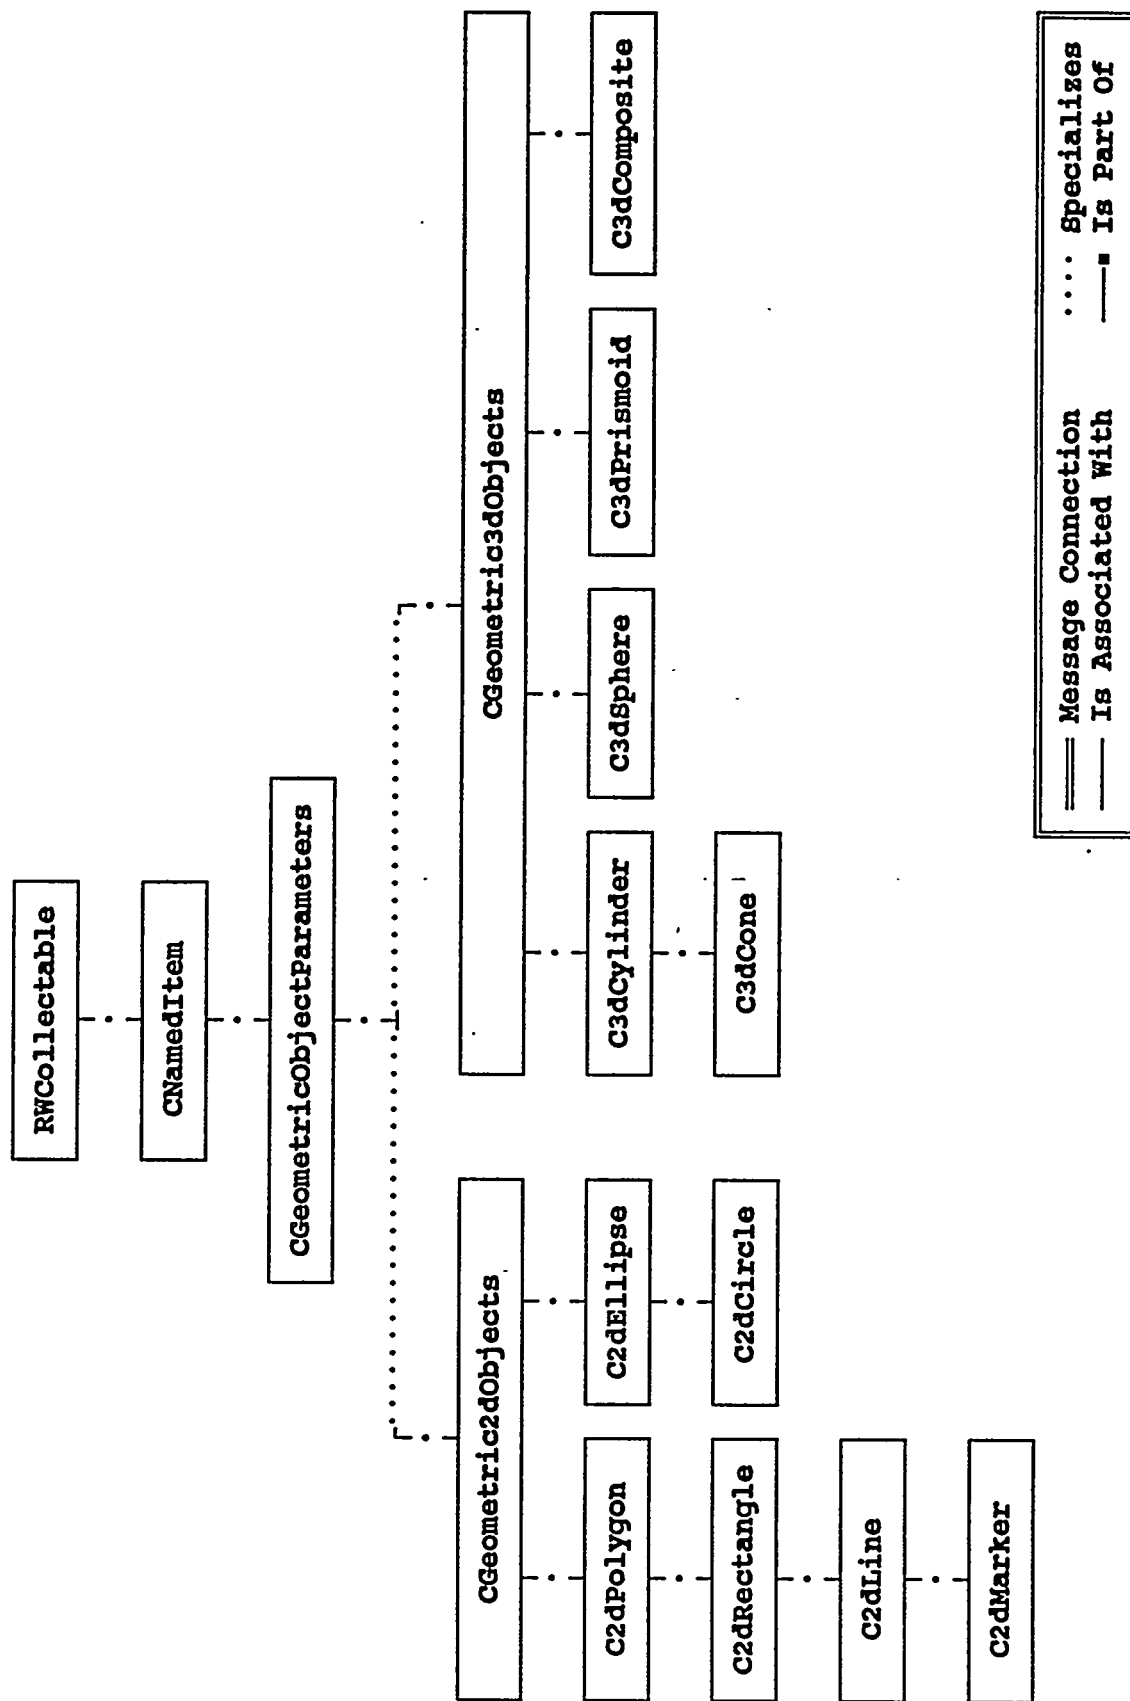 RWCollectable
CNamedItem
CGeometricObjectParameters
CGeometric2dObjects
CGeometric3dObjects
C2dPolygon
C2dEllipse
C3dCylinder
C3dSphere
C3dPrismoid
C3dComposite
C2dRectangle
C2dCircle
C3dCone
C2dLine
C2dMarker
Message Connection
Specializes
Is Associated With
Is Part Of